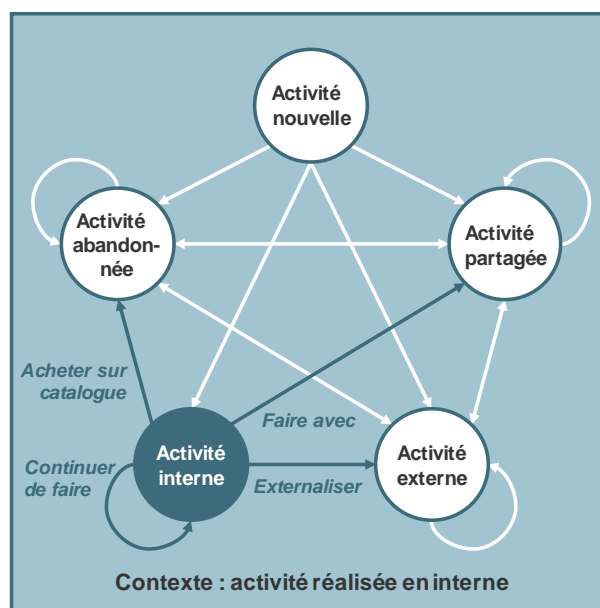 Activité
nouvelle
Activité
abandon-
née
Activité
partagée
Acheter sur
catalogue
Faire avec
Continuer
de faire
Activité
interne
Externaliser
Activité
externe
Contexte : activité réalisée en interne